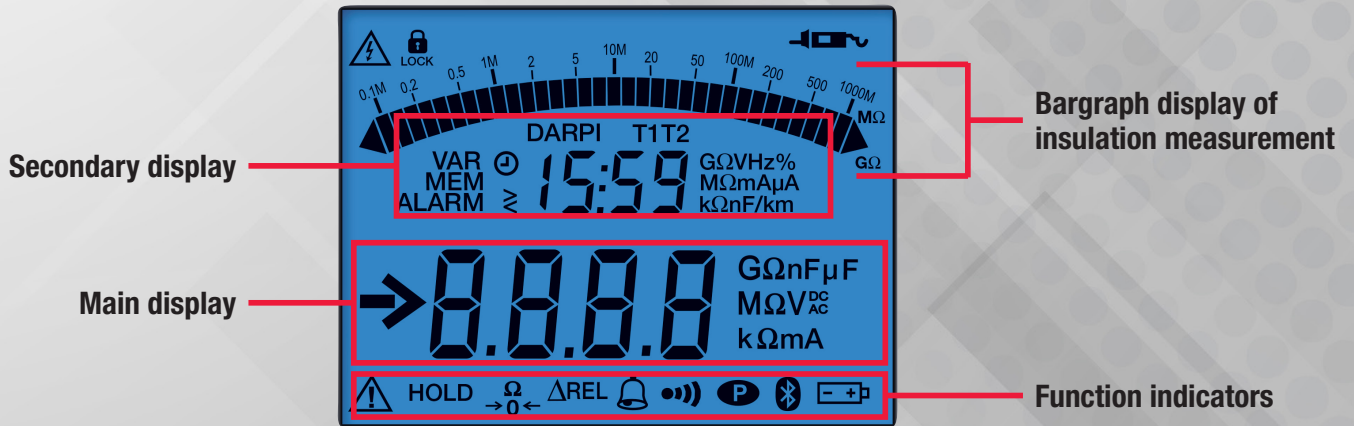 LOCK
0.1M 0.2 0.5 1M 2 5 10M 20 50 100M 200 500 1000M
MΩ
GΩ
Bargraph display of
insulation measurement
Secondary display
DARPI T1T2
VAR 15:59 GΩVHz%
MEM MΩmAµA
ALARM ≷ kΩnF/km
Main display
8.8.8.8
GΩnFµF
MΩV DC AC
kΩmA
HOLD Ω →0← ΔREL P - +
Function indicators